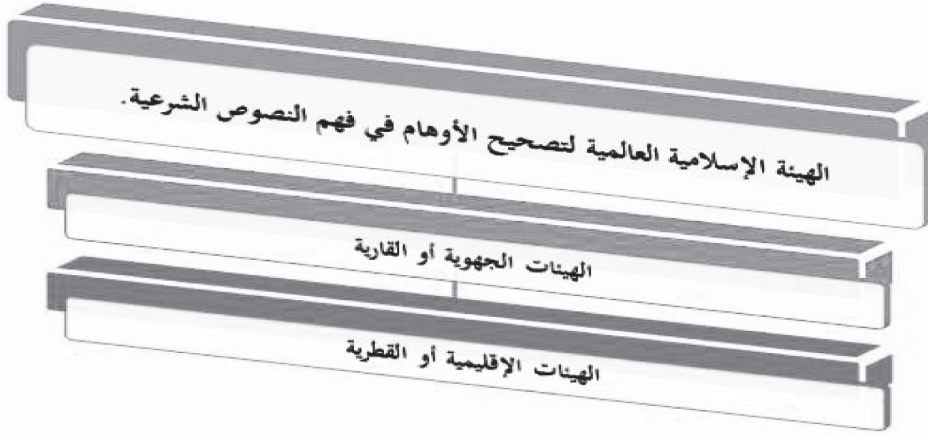 الهيئة الإسلامية العالمية لتصحيح الأوهام في فهم النصوص الشرعية.
الهيئات الجهوية أو القارية
الهيئات الإقليمية أو القطرية